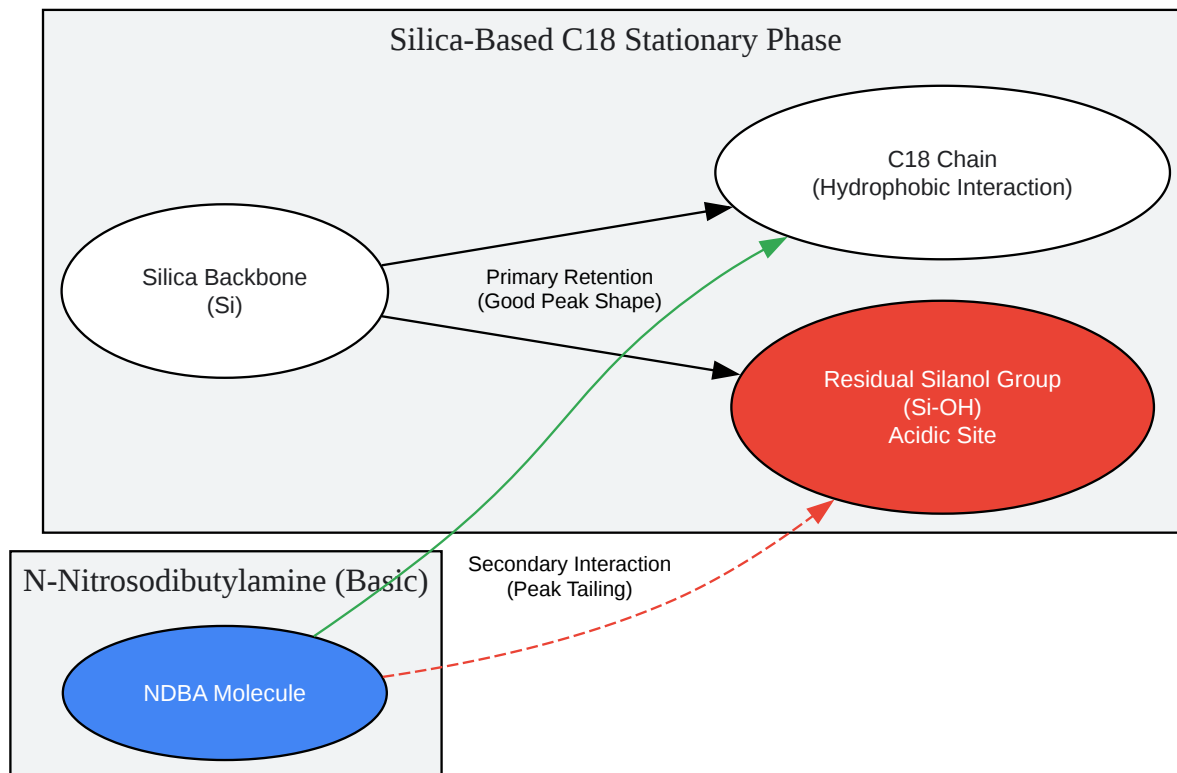 Silica-Based C18 Stationary Phase
C18 Chain
(Hydrophobic Interaction)
Silica Backbone
(Si)
Primary Retention
(Good Peak Shape)
Residual Silanol Group
(Si-OH)
Acidic Site
Secondary Interaction
(Peak Tailing)
N-Nitrosodibutylamine (Basic)
NDBA Molecule